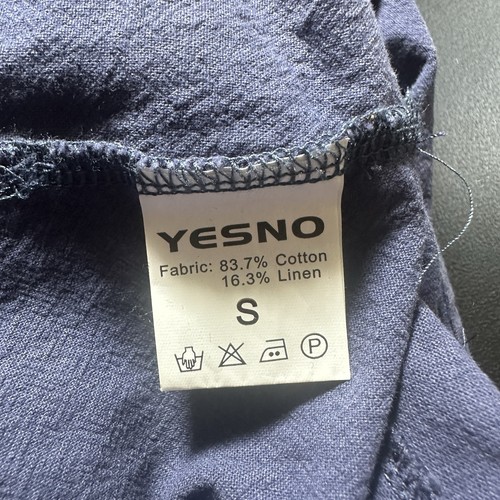 YESNO
Fabric: 83.7% Cotton
16.3% Linen
S
P